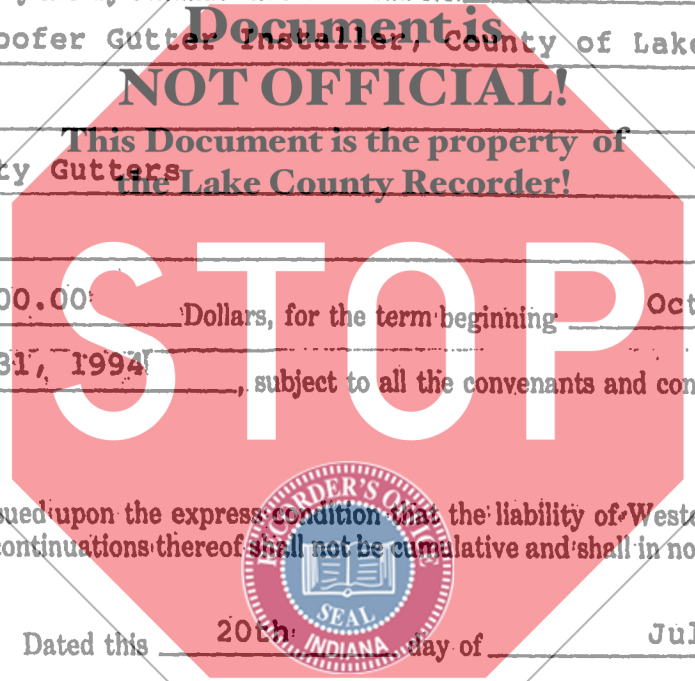 Document is
oofer Gutter Installer, County of Lake
NOT OFFICIAL!
This Document is the property of
ty Gutters
the Lake County Recorder!
STOP
00.00 Dollars, for the term beginning Oct
31, 1994, subject to all the convenants and con
sued upon the express condition that the liability of Weste
continuations thereof shall not be cumulative and shall in no
RECORDER'S OFFICE
SEAL
INDIANA
Dated this 20th day of Jul